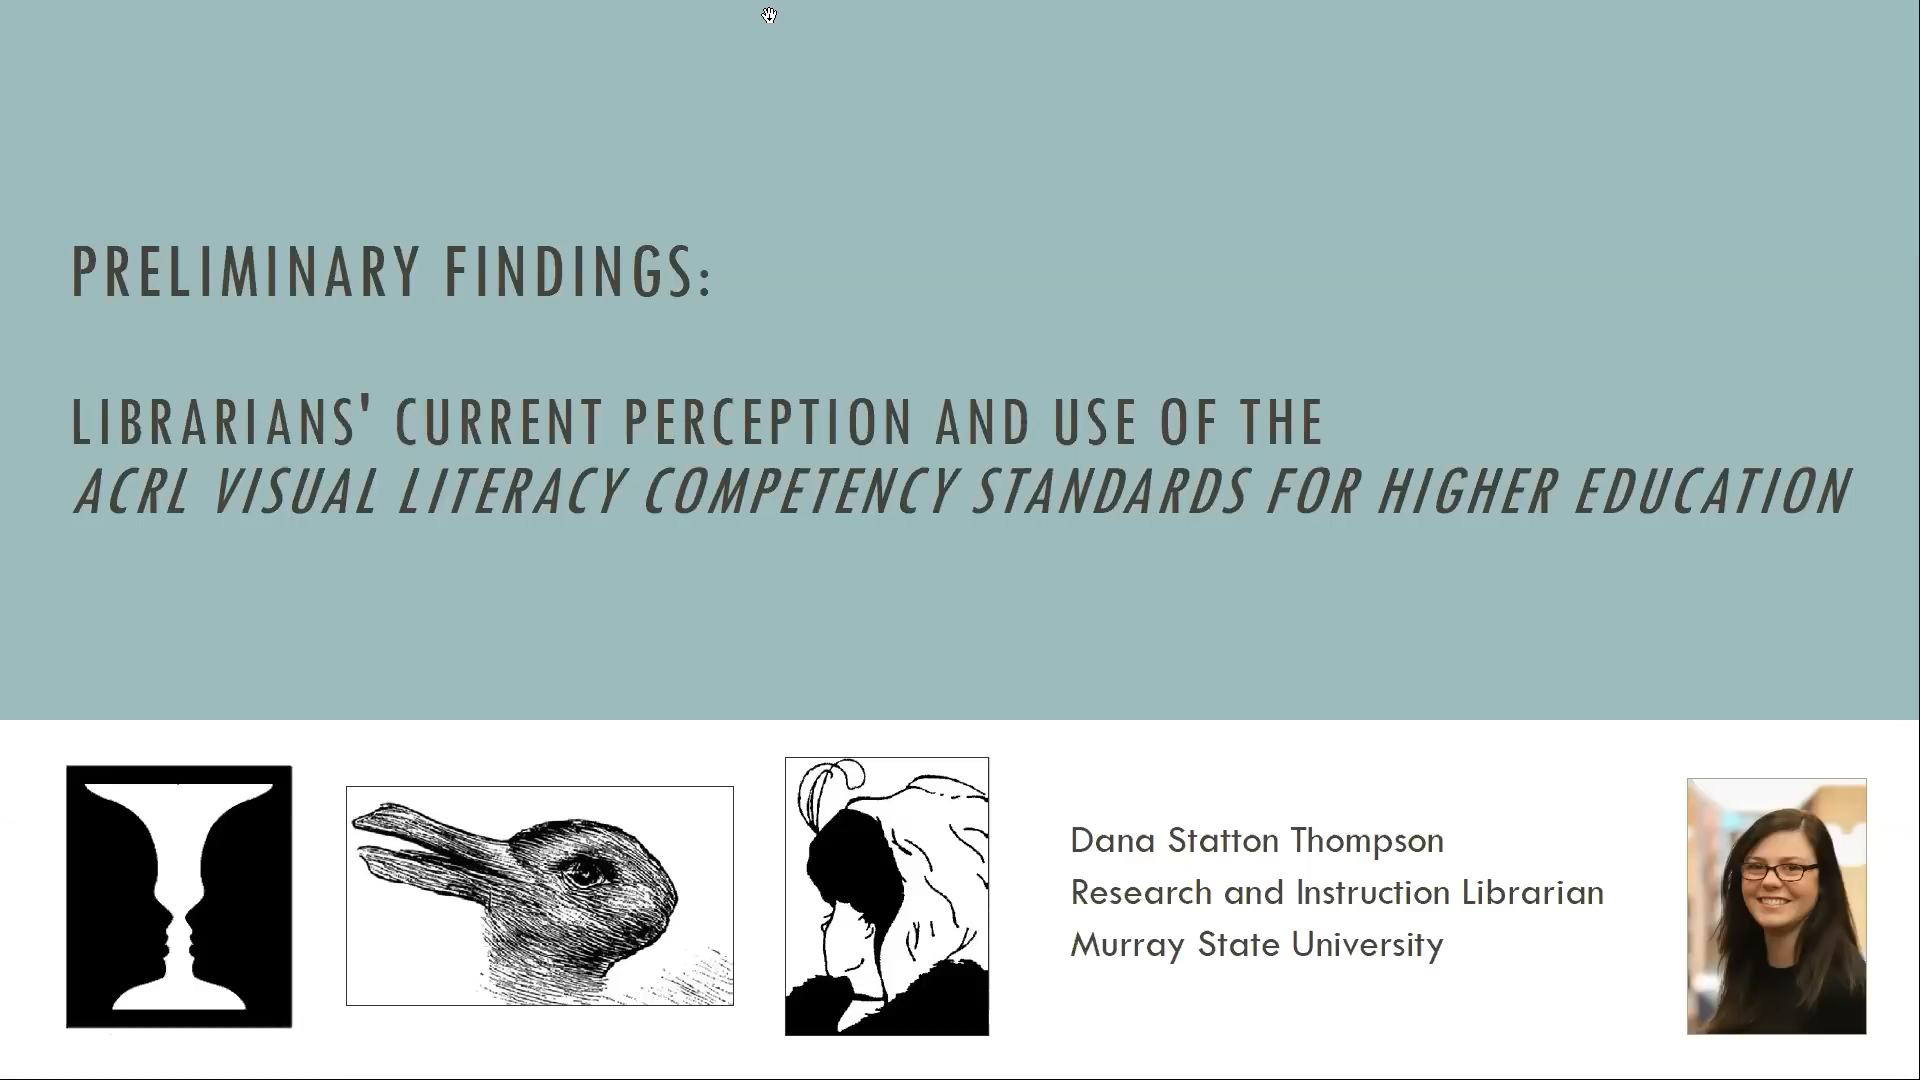 PRELIMINARY FINDINGS:
LIBRARIANS' CURRENT PERCEPTION AND USE OF THE
ACRL VISUAL LITERACY COMPETENCY STANDARDS FOR HIGHER EDUCATION
Dana Statton Thompson
Research and Instruction Librarian
Murray State University